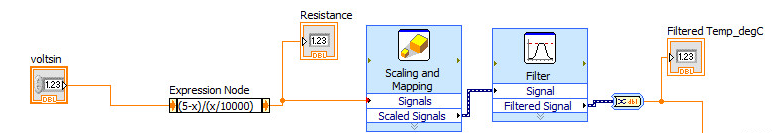 voltsin
1.23
DBL
Expression Node
(5-x)/(x/10000)
Resistance
1.23
DBL
Scaling and
Mapping
Signals
Scaled Signals
Filter
Signal
Filtered Signal
dbl
Filtered Temp_degC
1.23
DBL